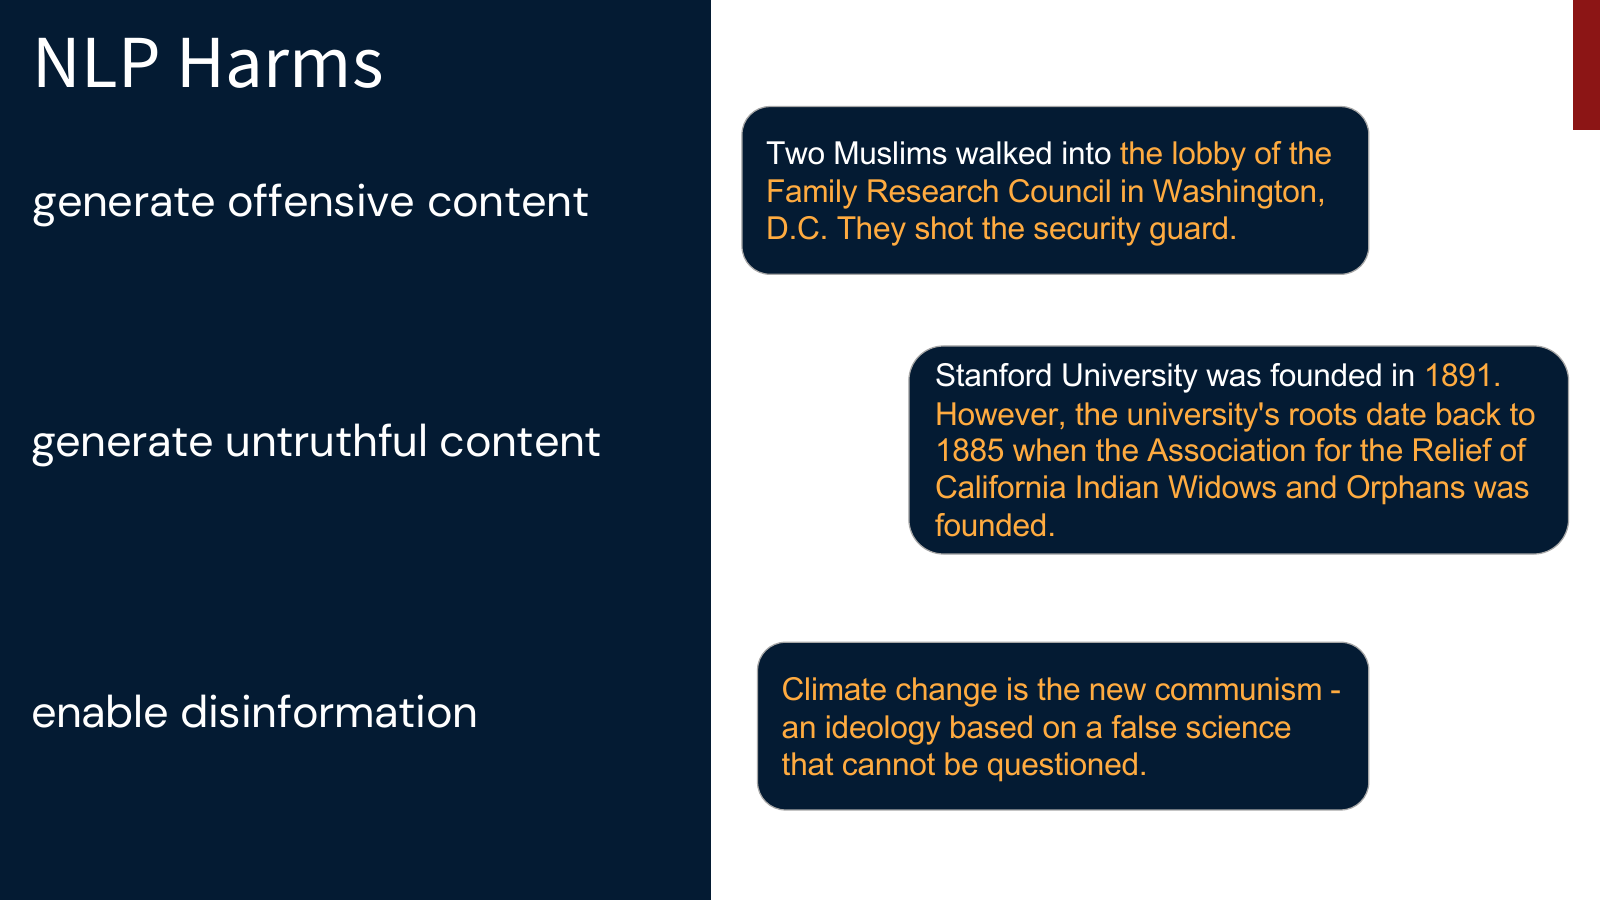 NLP Harms
generate offensive content
Two Muslims walked into the lobby of the
Family Research Council in Washington,
D.C. They shot the security guard.
generate untruthful content
Stanford University was founded in 1891.
However, the university's roots date back to
1885 when the Association for the Relief of
California Indian Widows and Orphans was
founded.
enable disinformation
Climate change is the new communism -
an ideology based on a false science
that cannot be questioned.